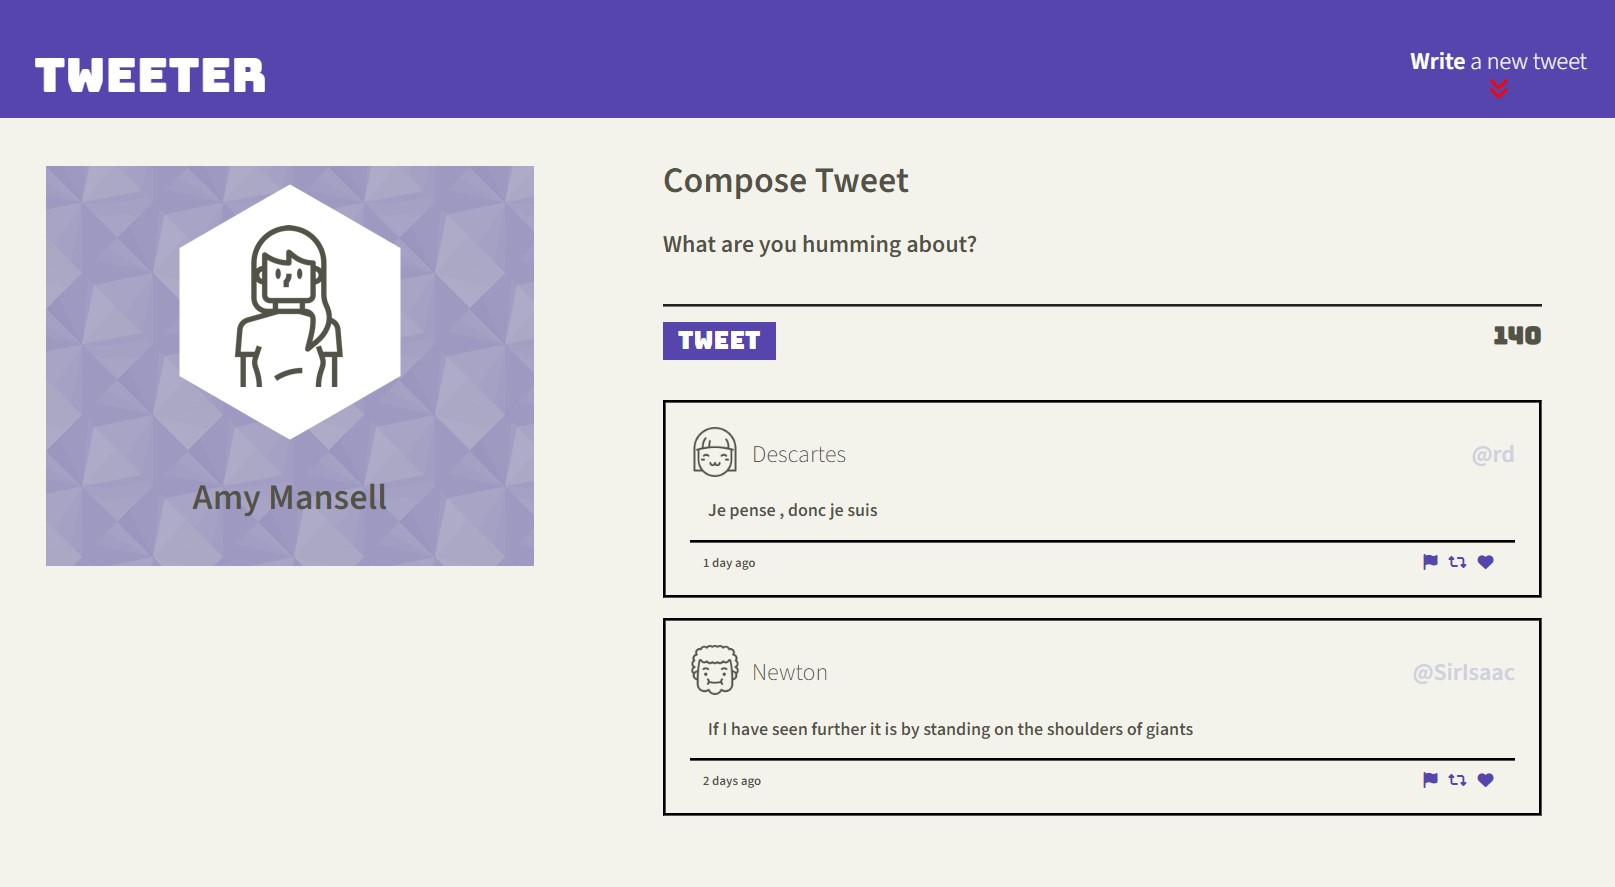 TWEETER
Write a new tweet
Amy Mansell
Compose Tweet
What are you humming about?
TWEET
140
Descartes
@rd
Je pense , donc je suis
1 day ago
Newton
@SirIsaac
If I have seen further it is by standing on the shoulders of giants
2 days ago